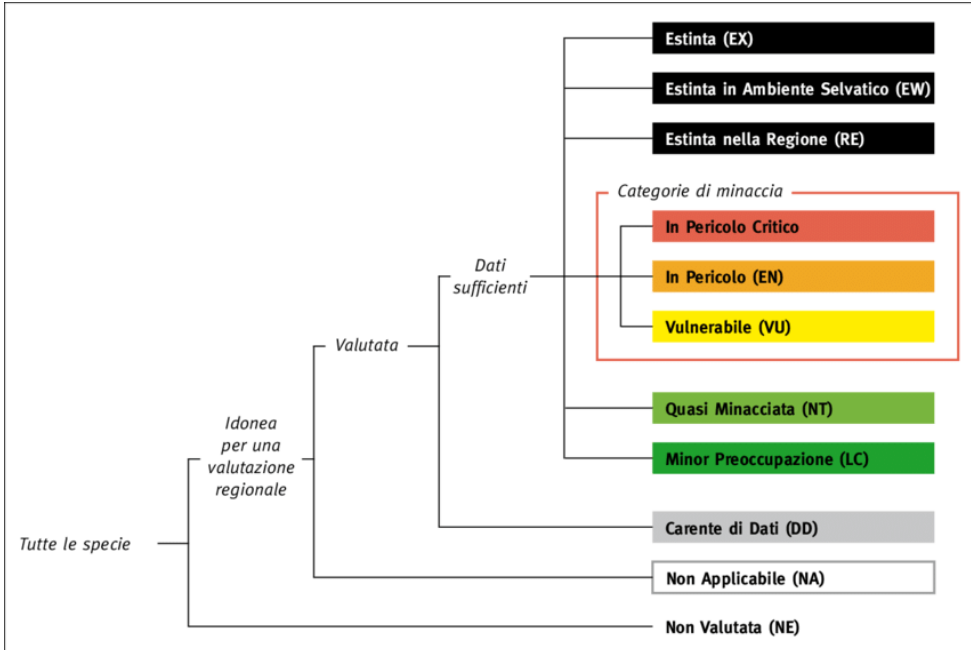 Estinta (EX)
Estinta in Ambiente Selvatico (EW)
Estinta nella Regione (RE)
Categorie di minaccia
In Pericolo Critico
In Pericolo (EN)
Vulnerabile (VU)
Dati
sufficienti
Valutata
Quasi Minacciata (NT)
Minor Preoccupazione (LC)
Idonea
per una
valutazione
regionale
Carente di Dati (DD)
Tutte le specie
Non Applicabile (NA)
Non Valutata (NE)